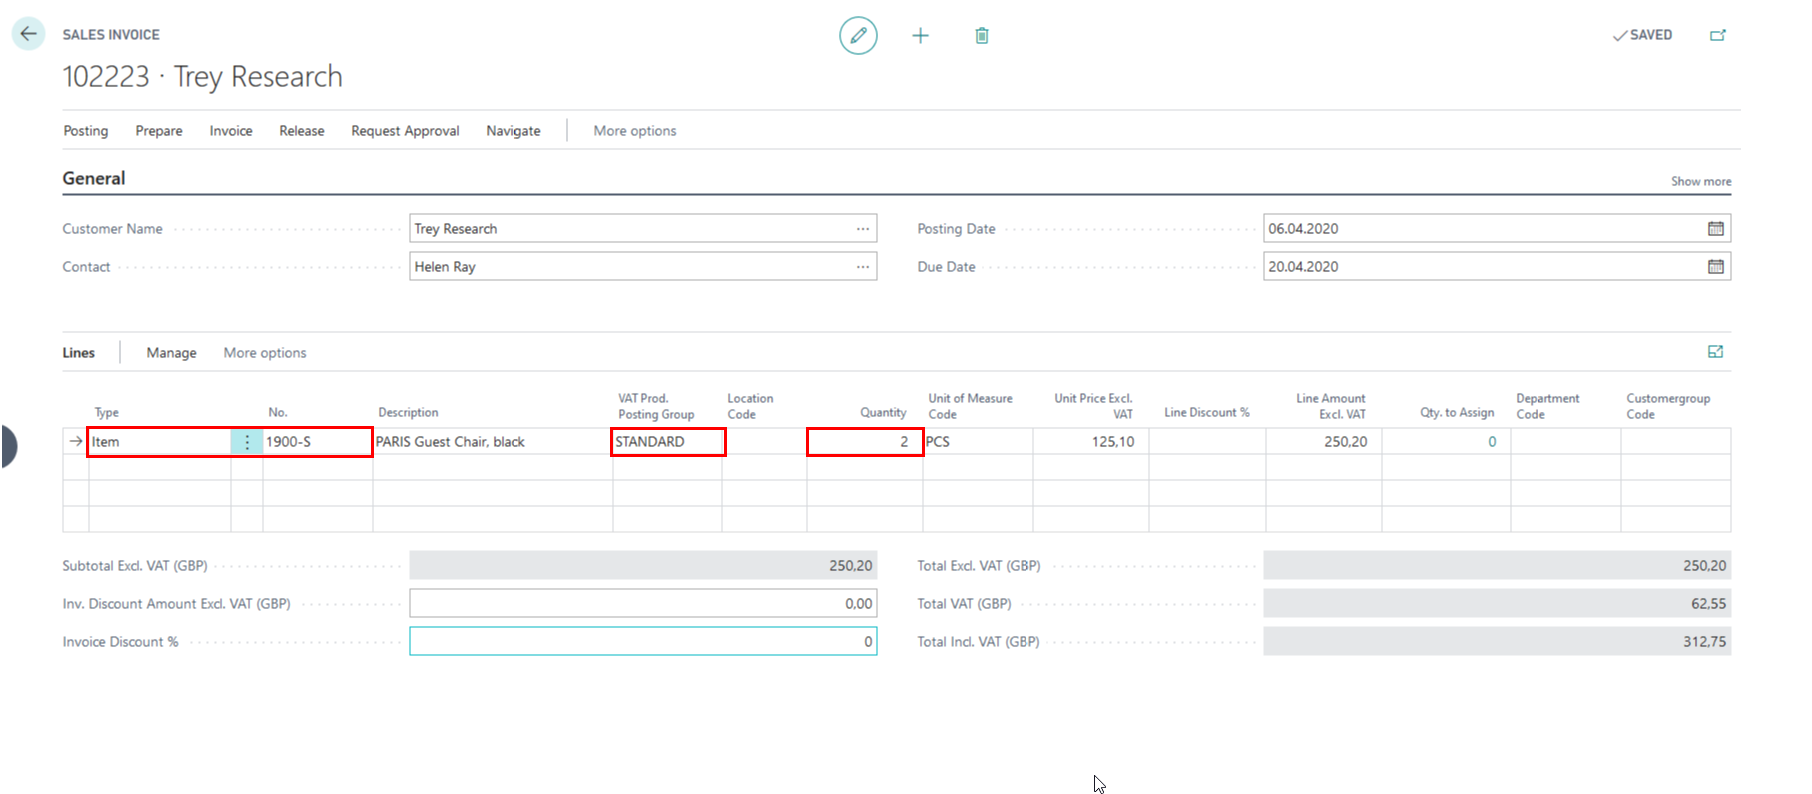 SALES INVOICE
SAVED
102223 · Trey Research
Posting Prepare Invoice Release Request Approval Navigate More options
General
Show more
Customer Name Trey Research
Posting Date 06.04.2020
Contact Helen Ray
Due Date 20.04.2020
Lines Manage More options
Type
No.
Description
VAT Prod.
Posting Group
Location
Code
Quantity
Unit of Measure
Code
Unit Price Excl.
VAT
Line Discount %
Line Amount
Excl. VAT
Qty. to Assign
Department
Code
Customergroup
Code
Item 1900-S PARIS Guest Chair, black STANDARD 2 PCS 125,10 250,20 0
Subtotal Excl. VAT (GBP) 250,20
Total Excl. VAT (GBP) 250,20
Inv. Discount Amount Excl. VAT (GBP) 0,00
Total VAT (GBP) 62,55
Invoice Discount % 0
Total Incl. VAT (GBP) 312,75